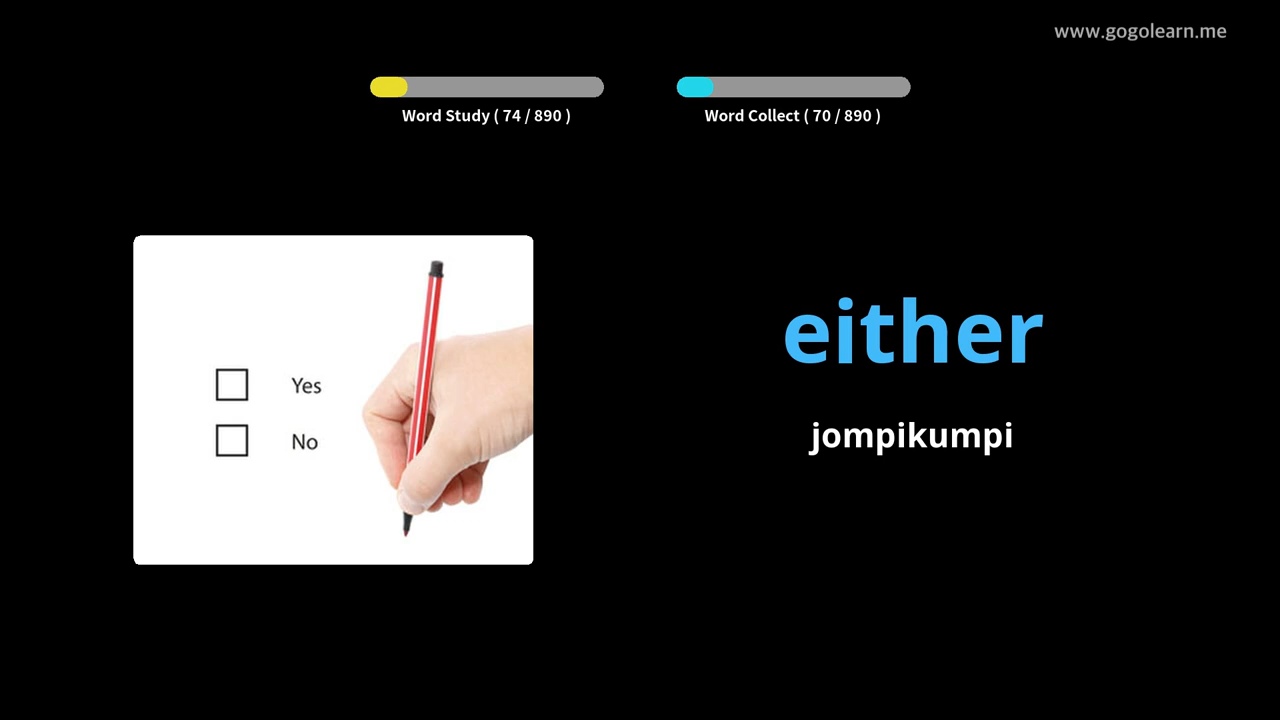 www.gogolearn.me
Word Study ( 74 / 890 )
Word Collect ( 70 / 890 )
Yes
No
either
jompikumpi